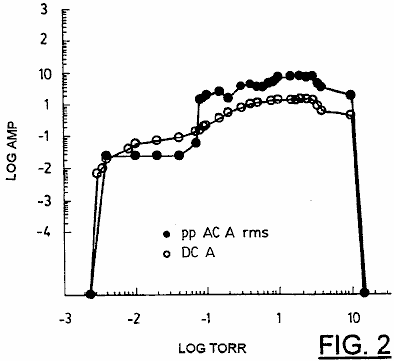 3
2
10
1
-1
-2
-3
-4
LOG AMP
pp AC A rms
DC A
-3
-2
-1
1
10
LOG TORR
FIG. 2